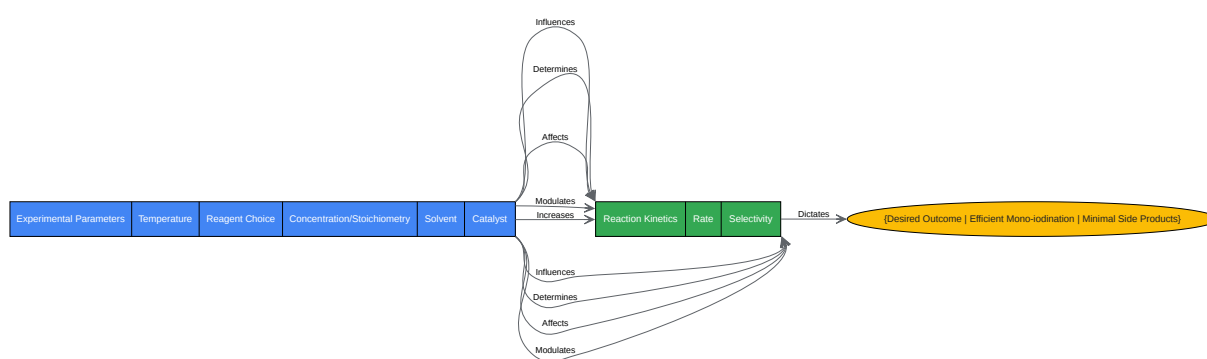 Influences
Determines
Affects
Modulates
Increases
Experimental Parameters
Temperature
Reagent Choice
Concentration/Stoichiometry
Solvent
Catalyst
Reaction Kinetics
Rate
Selectivity
Dictates
{Desired Outcome | Efficient Mono-iodination | Minimal Side Products}
Influences
Determines
Affects
Modulates